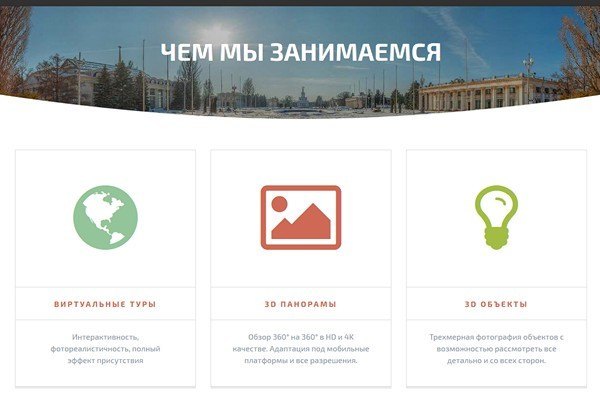 ЧЕМ МЫ ЗАНИМАЕМСЯ
ВИРТУАЛЬНЫЕ ТУРЫ
Интерактивность,
фотореалистичность, полный
эффект присутствия
3D ПАНОРАМЫ
Обзор 360° на 360° в HD и 4K
качестве. Адаптация под мобильные
платформы и все разрешения.
3D ОБЪЕКТЫ
Трехмерная фотография объектов с
возможностью рассмотреть все
детально и со всех сторон.